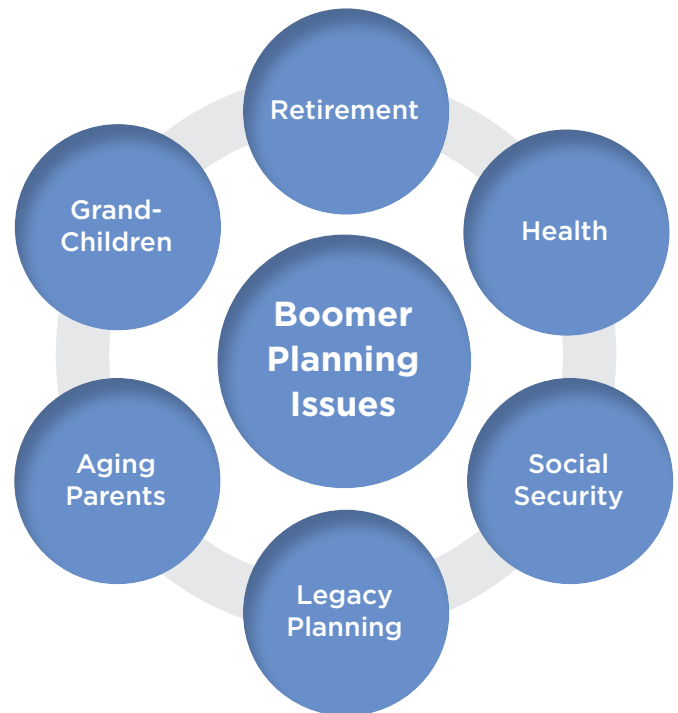 Retirement
Health
Social
Security
Legacy
Planning
Aging
Parents
Grand-
Children
Boomer
Planning
Issues